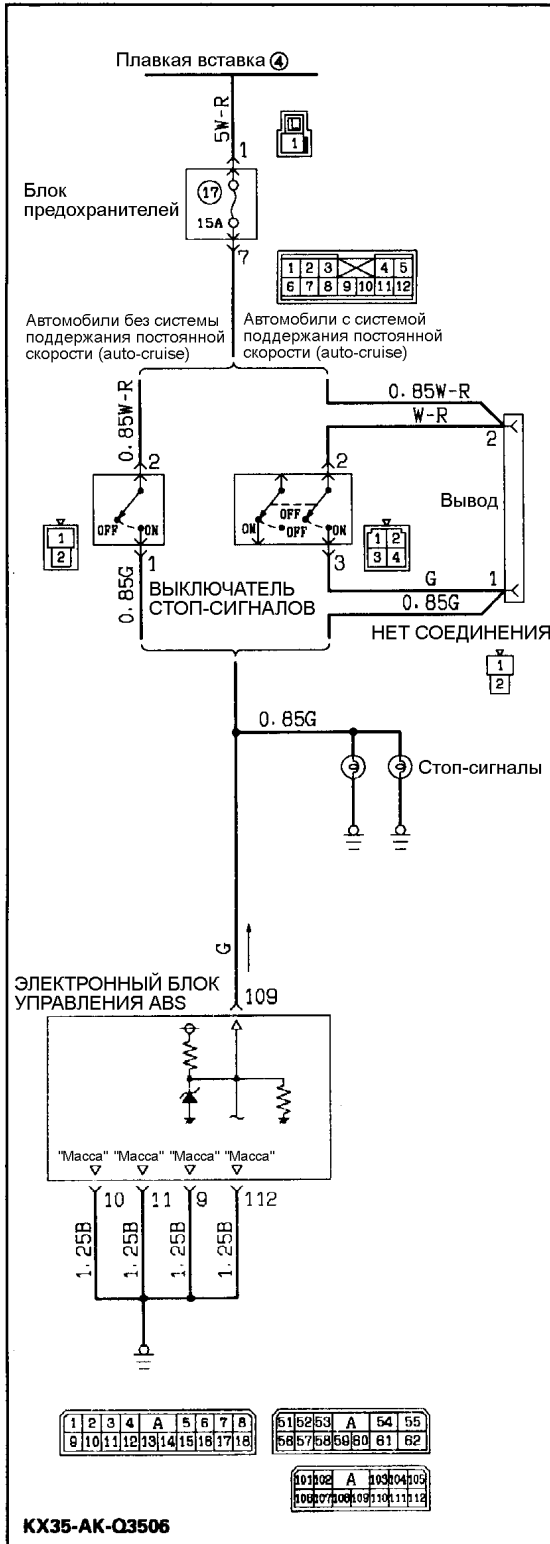 Плавкая вставка 4
5W-R
1
1
Блок
предохранителей
17
15A
7
1 2 3 4 5
6 7 8 9 10 11 12
Автомобили без системы
поддержания постоянной
скорости (auto-cruise)
Автомобили с системой
поддержания постоянной
скорости (auto-cruise)
0.85W-R
0.85W-R
W-R
2
2
2
OFF
ON
OFF
ON
OFF
ON
Вывод
1
2
1 2
3 4
1
3
ВЫКЛЮЧАТЕЛЬ
СТОП-СИГНАЛОВ
G
1
0.85G
0.85G
НЕТ СОЕДИНЕНИЯ
1
2
0.85G
Стоп-сигналы
G
ЭЛЕКТРОННЫЙ БЛОК
УПРАВЛЕНИЯ ABS
109
"Масса" "Масса" "Масса" "Масса"
10 11 9 112
1.25B 1.25B 1.25B 1.25B
1 2 3 4 A 5 6 7 8
9 10 11 12 13 14 15 16 17 18
51 52 53 A 54 55
56 57 58 59 60 61 62
101 102 A 103 104 105
106 107 108 109 110 111 112
KX35-AK-Q3506